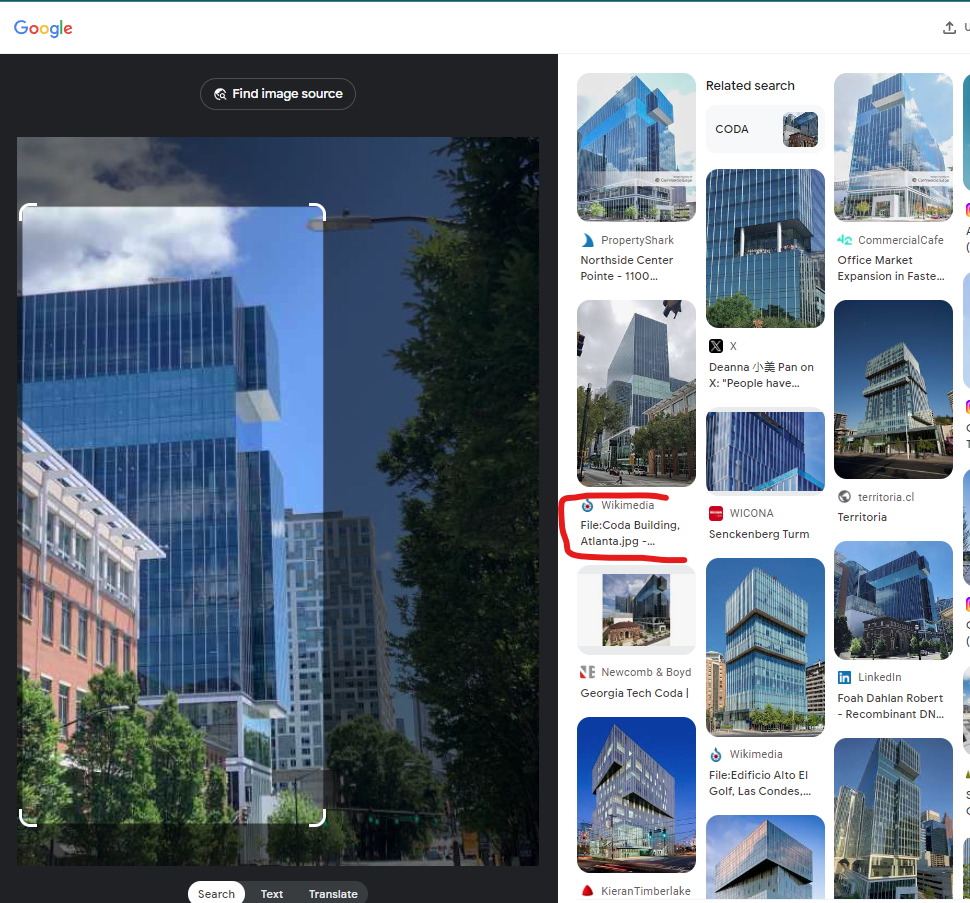 Google
Find image source
Search
Text
Translate
PropertyShark
Northside Center
Pointe - 1100...
Wikimedia
File:Coda Building,
Atlanta.jpg -...
Newcomb & Boyd
Georgia Tech Coda |
KieranTimberlake
Related search
CODA
X
Deanna 小美 Pan on
X: "People have...
WICONA
Senckenberg Turm
Wikimedia
File:Edificio Alto El
Golf, Las Condes,...
CommercialCafe
Office Market
Expansion in Faste...
territoria.cl
Territoria
LinkedIn
Foah Dahlan Robert
- Recombinant DN...